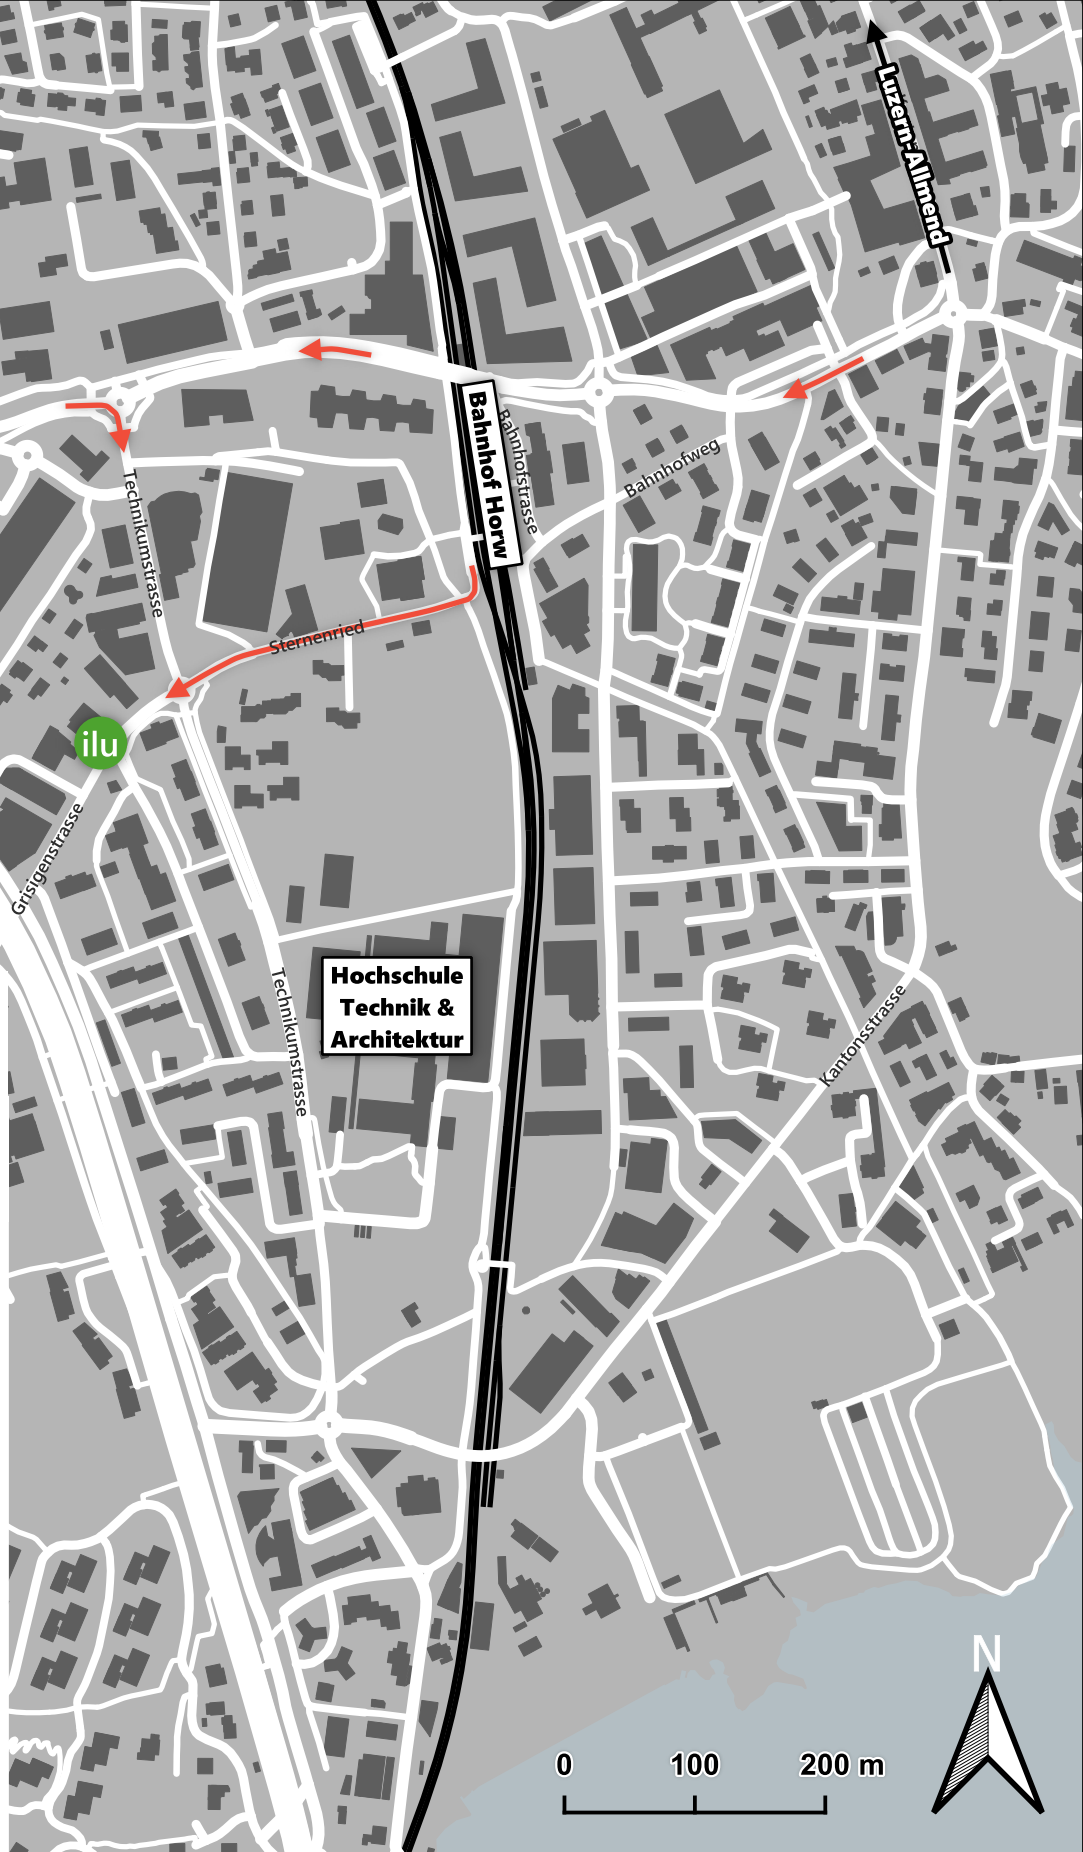 Luzern-Allmend
Bahnhof Horw
Bahnhofstrasse
Bahnhofweg
Technikumstrasse
Sternenried
ilu
Grisigenstrasse
Hochschule
Technik &
Architektur
Technikumstrasse
Kantonsstrasse
N
0 100 200 m